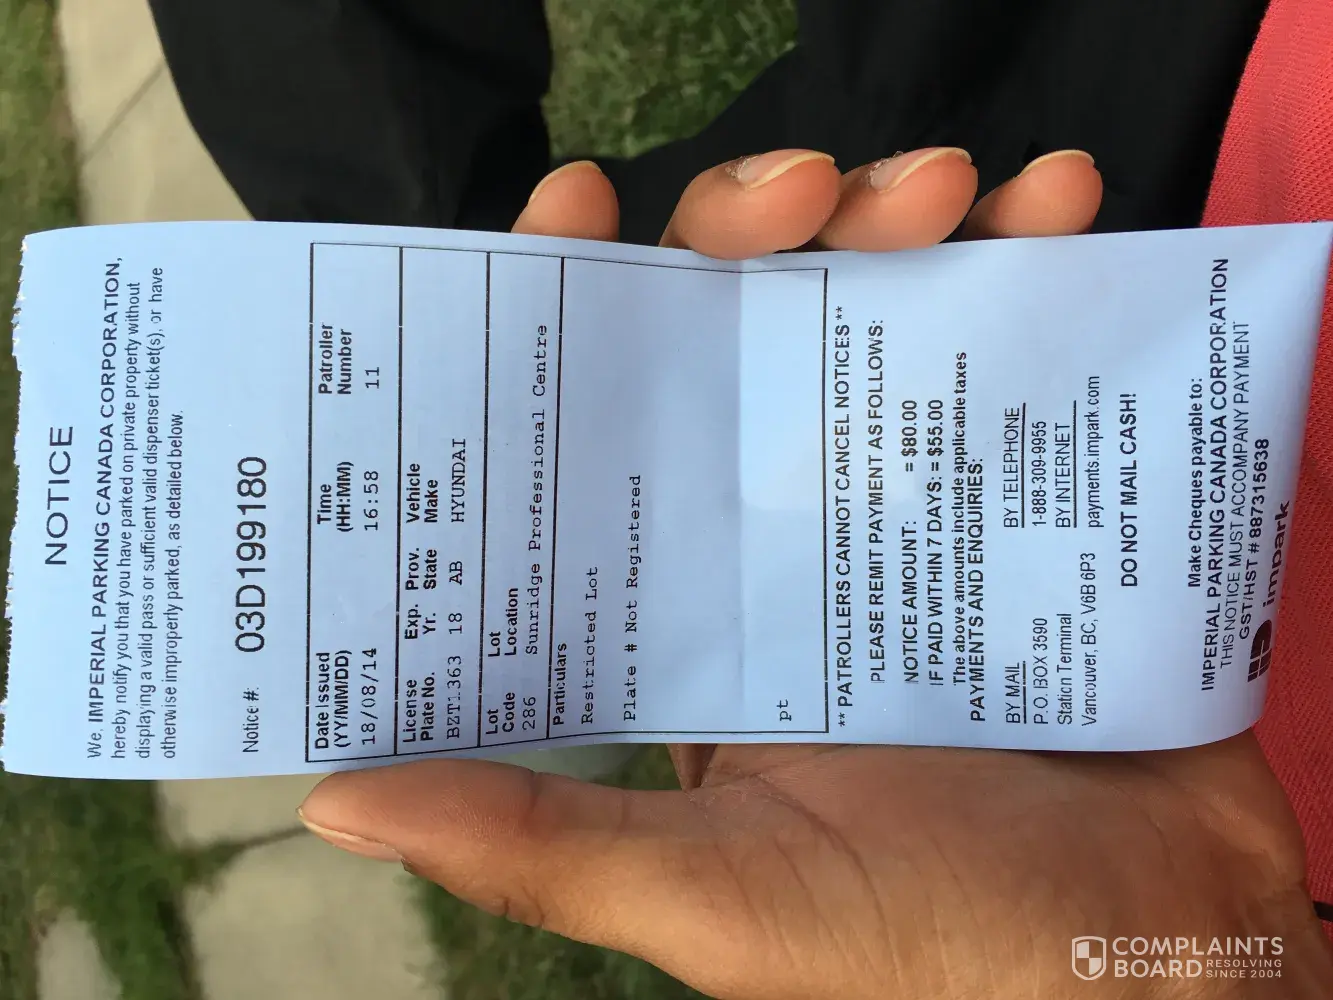 NOTICE
We, IMPERIAL PARKING CANADA CORPORATION,
hereby notify you that you have parked on private property without
displaying a valid pass or sufficient valid dispenser ticket(s), or have
otherwise improperly parked, as detailed below.
Notice #: 03D199180
Date Issued Time Patroller
(YY/MM/DD) (HH:MM) Number
18/08/14 16:58 11
License Exp. Prov. Vehicle
Plate No. Yr. State Make
BZT1363 18 AB HYUNDAI
Lot Lot
Code Location
286 Sunridge Professional Centre
Particulars
Restricted Lot
Plate # Not Registered
pt
** PATROLLERS CANNOT CANCEL NOTICES **
PLEASE REMIT PAYMENT AS FOLLOWS:
NOTICE AMOUNT: = $80.00
IF PAID WITHIN 7 DAYS: = $55.00
The above amounts include applicable taxes
PAYMENTS AND ENQUIRIES:
BY MAIL BY TELEPHONE
P.O. BOX 3590 1-888-309-9955
Station Terminal BY INTERNET
Vancouver, BC, V6B 6P3 payments.impark.com
DO NOT MAIL CASH!
Make Cheques payable to:
IMPERIAL PARKING CANADA CORPORATION
THIS NOTICE MUST ACCOMPANY PAYMENT
GST/HST # 887315638
impark
COMPLAINTS
BOARD RESOLVING
SINCE 2004